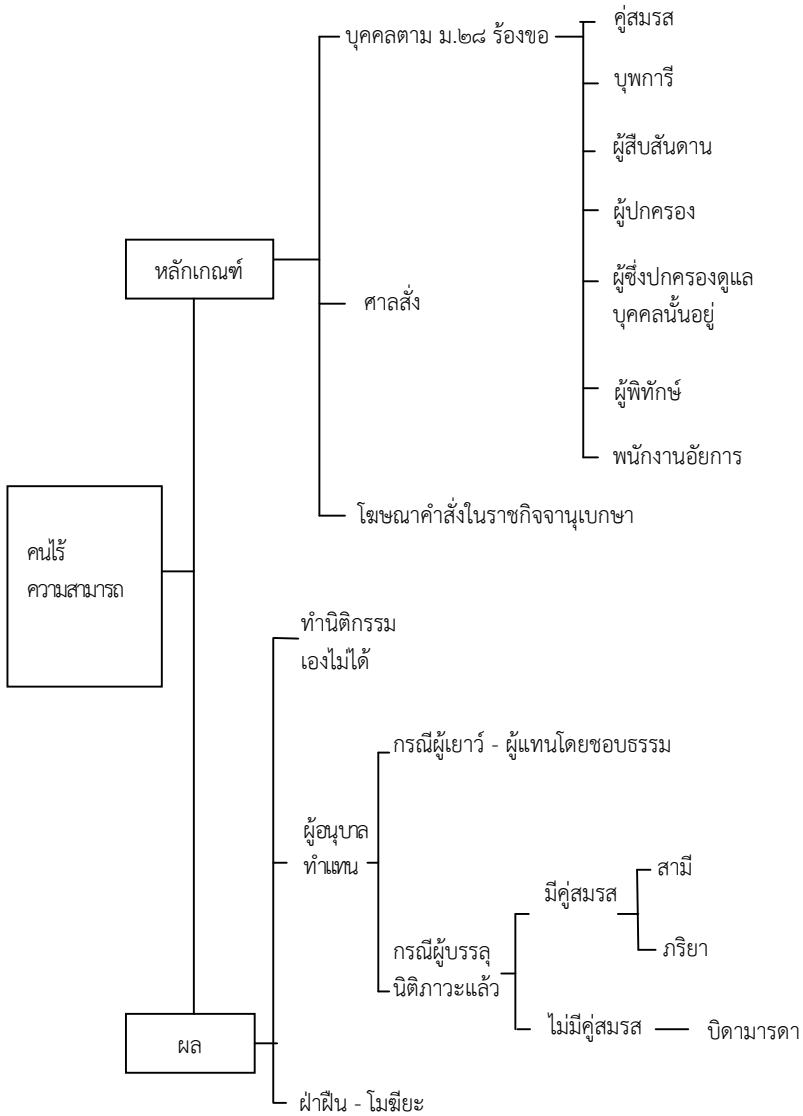 คนไร้
ความสามารถ
หลักเกณฑ์
บุคคลตาม ม.๒๘ ร้องขอ
คู่สมรส
บุพการี
ผู้สืบสันดาน
ผู้ปกครอง
ผู้ซึ่งปกครองดูแล
บุคคลนั้นอยู่
ผู้พิทักษ์
พนักงานอัยการ
ศาลสั่ง
โฆษณาคำสั่งในราชกิจจานุเบกษา
ผล
ทำนิติกรรม
เองไม่ได้
ผู้อนุบาล
ทำแทน
กรณีผู้เยาว์ - ผู้แทนโดยชอบธรรม
กรณีผู้บรรลุ
นิติภาวะแล้ว
มีคู่สมรส
สามี
ภริยา
ไม่มีคู่สมรส
บิดามารดา
ฝ่าฝืน - โมฆียะ